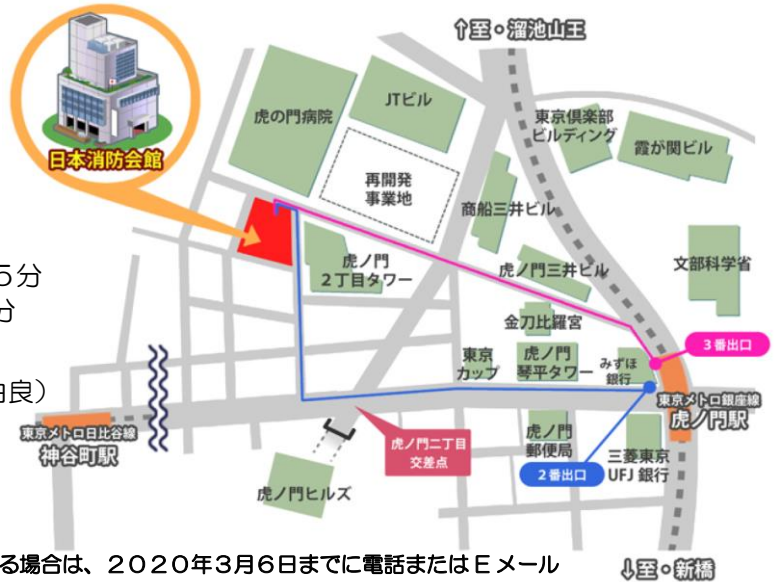 ↑至・溜池山王
日本消防会館
虎の門病院
JTビル
東京倶楽部
ビルディング
霞が関ビル
再開発
事業地
商船三井ビル
虎ノ門
2丁目タワー
虎ノ門三井ビル
文部科学省
5分
分
金刀比羅宮
3番出口
東京
カップ
虎ノ門
琴平タワー
みずほ
銀行
由良)
東京メトロ銀座線
虎ノ門駅
東京メトロ日比谷線
神谷町駅
虎ノ門二丁目
交差点
虎ノ門
郵便局
三菱東京
UFJ 銀行
2番出口
虎ノ門ヒルズ
る場合は、2020年3月6日までに電話またはEメール
↓至・新橋